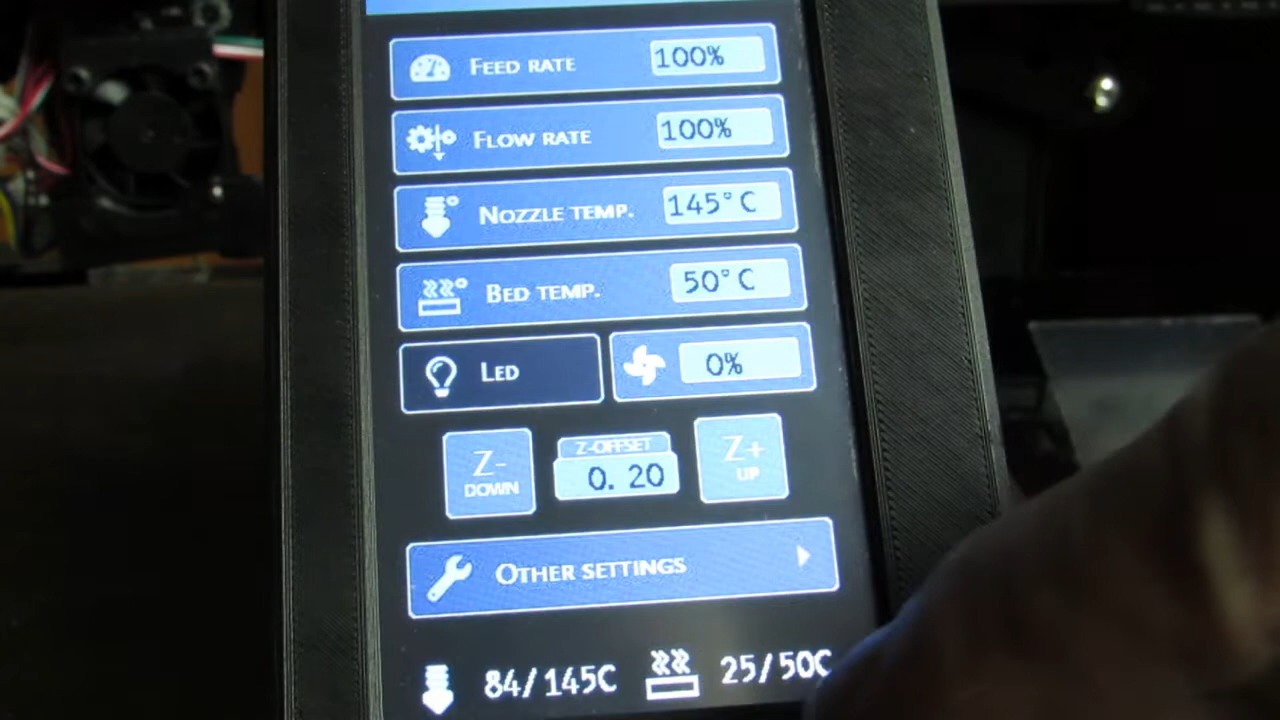 FEED RATE 100%
FLOW RATE 100%
NOZZLE TEMP. 145°C
BED TEMP. 50°C
LED 0%
Z- DOWN Z-OFFSET 0.20 Z+ UP
OTHER SETTINGS
84/145C 25/50C